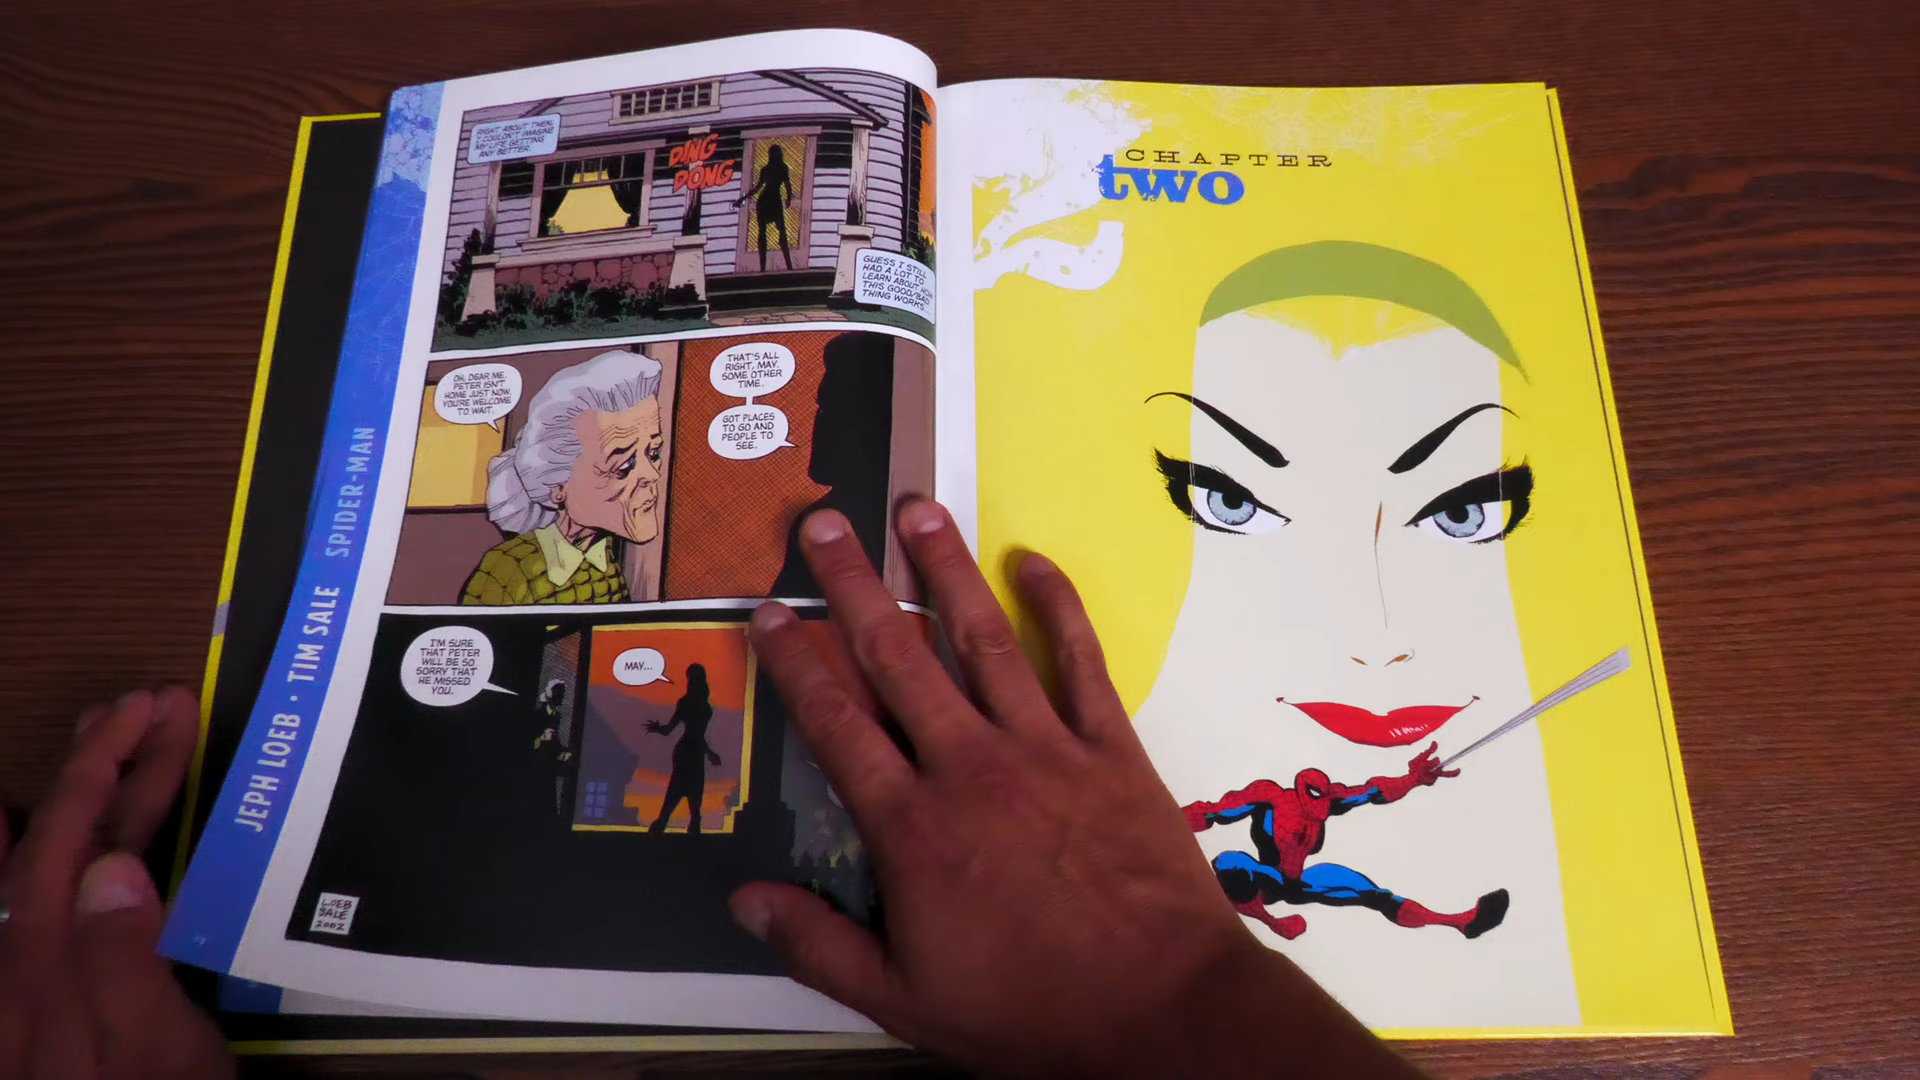 RIGHT ABOUT THEN,
I COULDN'T IMAGINE
MY LIFE GETTING
ANY BETTER.
DING
DONG
GUESS I STILL
HAD A LOT TO
LEARN ABOUT HOW
THIS GOOD/BAD
THING WORKS...
OH, DEAR ME.
PETER ISN'T
HOME JUST NOW.
YOU'RE WELCOME
TO WAIT.
THAT'S ALL
RIGHT, MAY.
SOME OTHER
TIME.
GOT PLACES
TO GO AND
PEOPLE TO
SEE.
I'M SURE
THAT PETER
WILL BE SO
SORRY THAT
HE MISSED
YOU.
MAY...
LOEB
SALE
2002
JEPH LOEB • TIM SALE SPIDER-MAN
CHAPTER
two